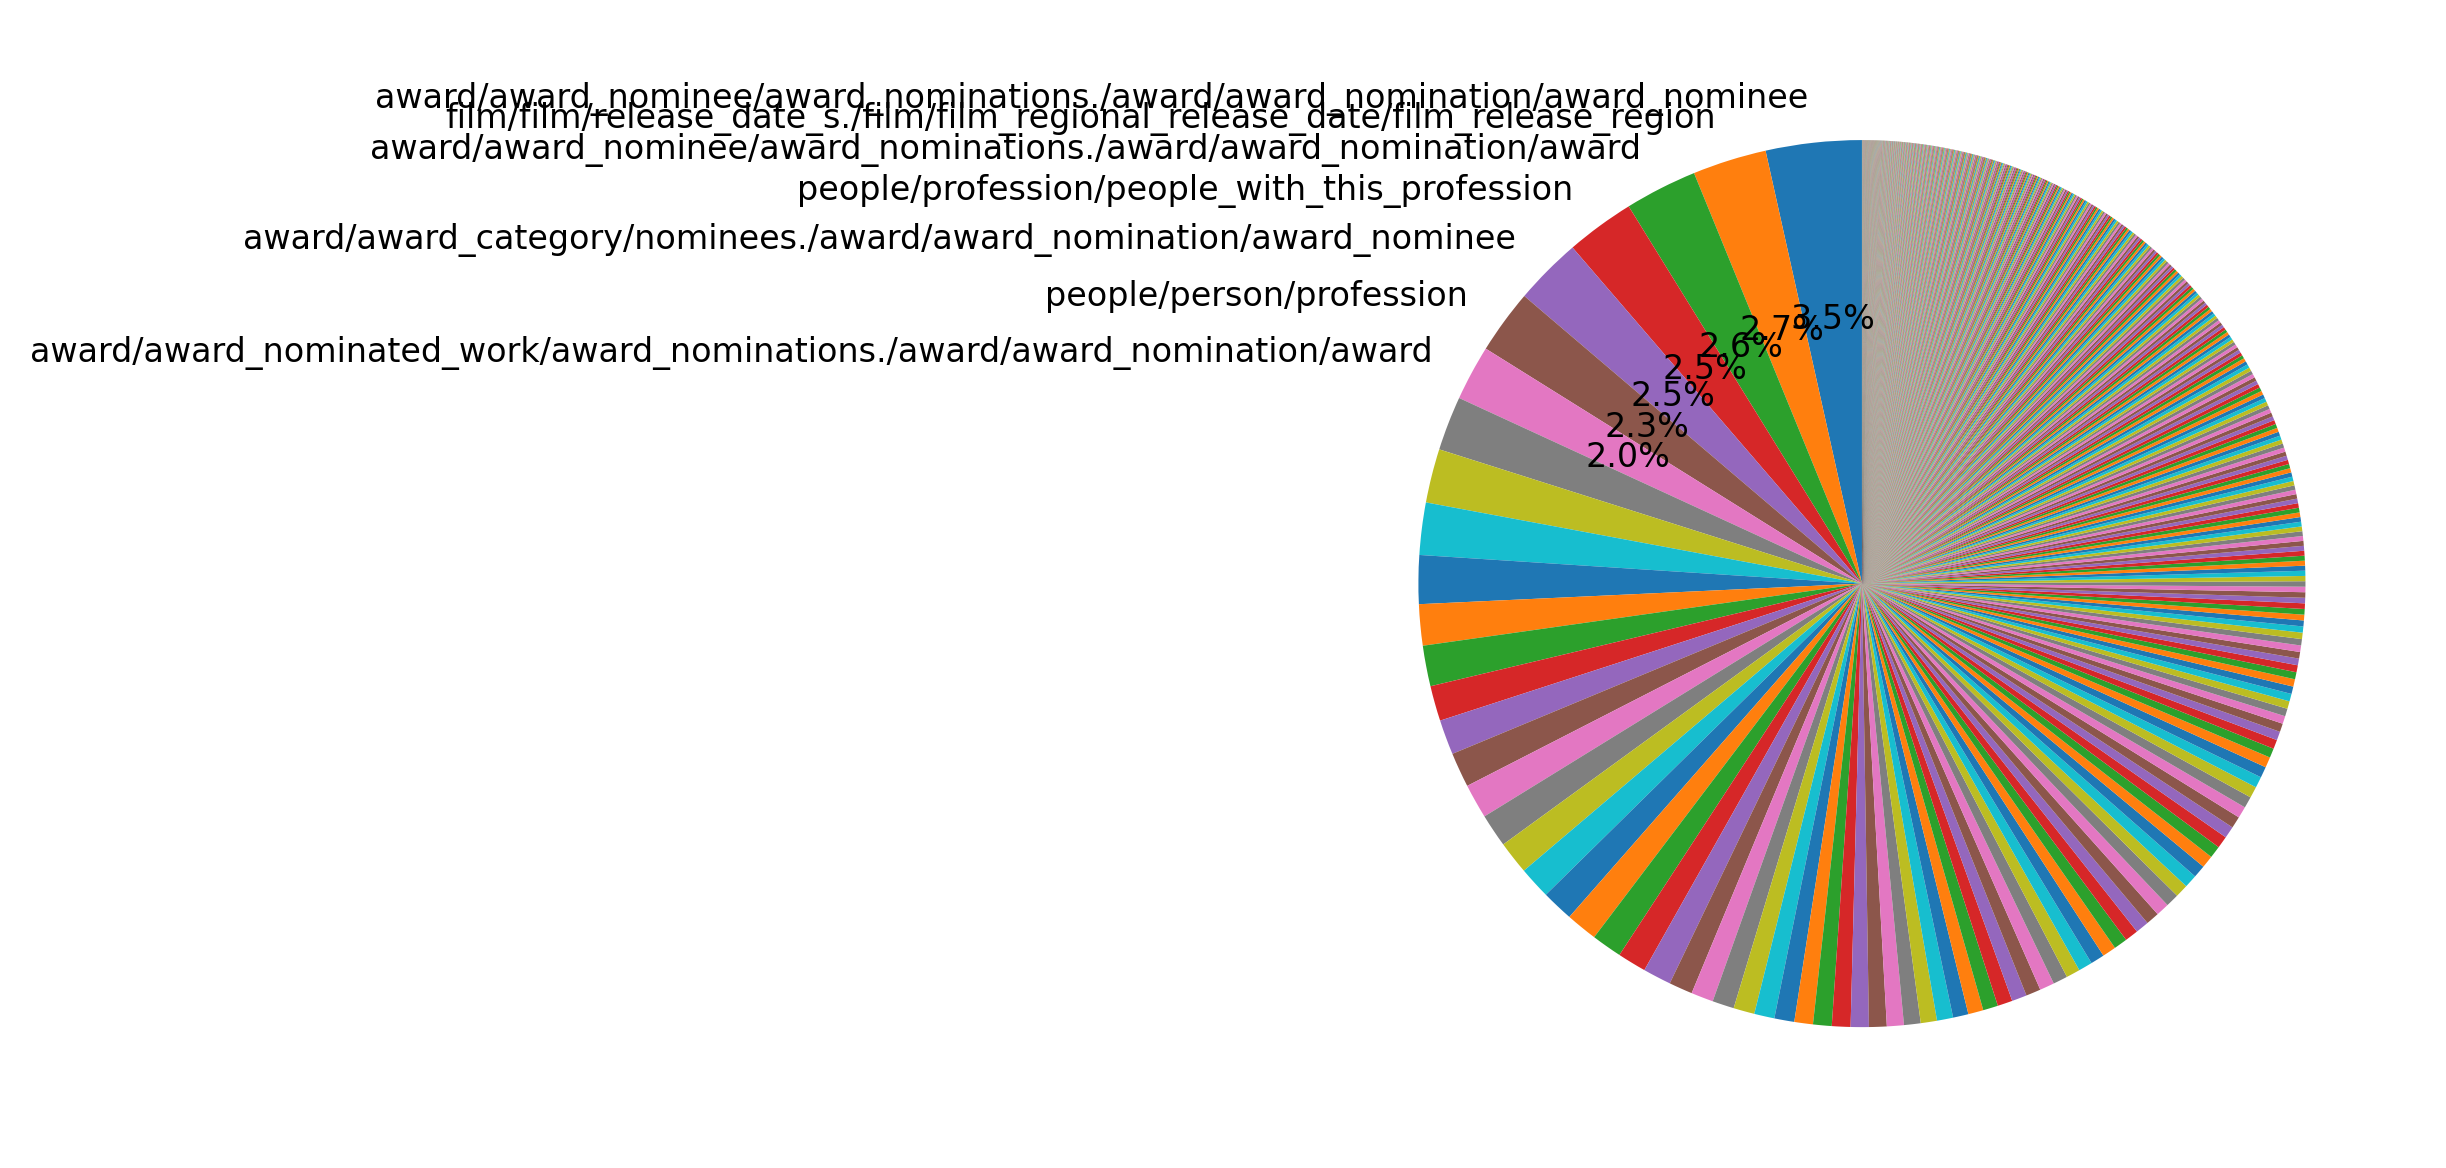 award/award_nominee/award_nominations./award/award_nomination/award_nominee
film/film/release_date_s./film/film_regional_release_date/film_release_region
award/award_nominee/award_nominations./award/award_nomination/award
people/profession/people_with_this_profession
award/award_category/nominees./award/award_nomination/award_nominee
people/person/profession
award/award_nominated_work/award_nominations./award/award_nomination/award
3.5%
2.7%
2.6%
2.5%
2.5%
2.3%
2.0%